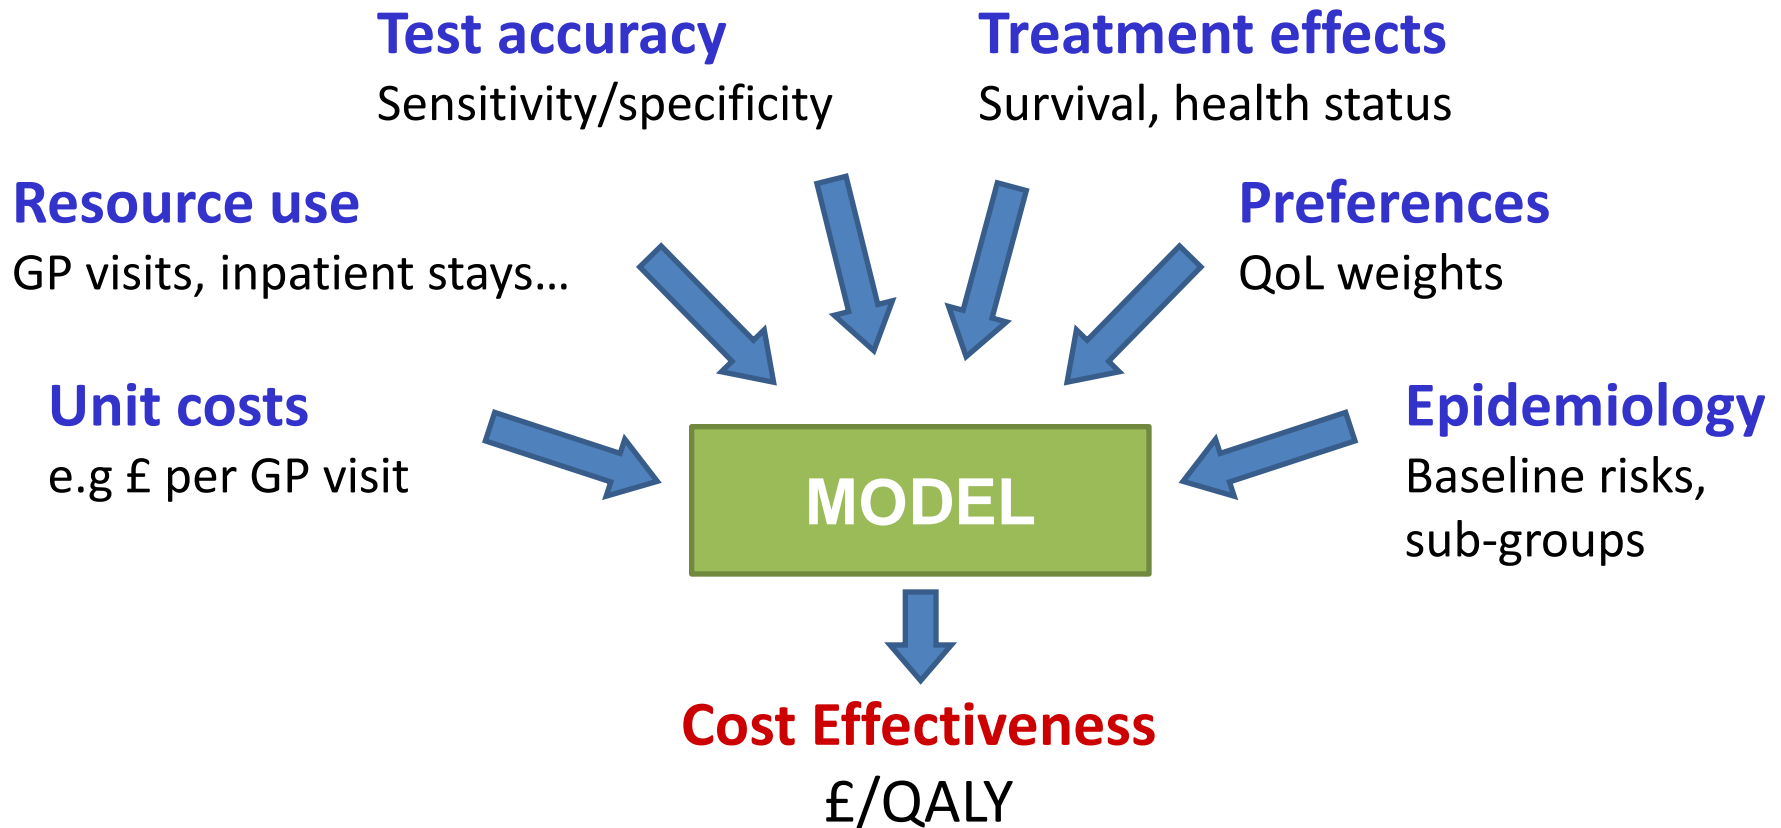 Test accuracy
Sensitivity/specificity
Treatment effects
Survival, health status
Resource use
GP visits, inpatient stays…
Preferences
QoL weights
Unit costs
e.g £ per GP visit
Epidemiology
Baseline risks,
sub-groups
MODEL
Cost Effectiveness
£/QALY